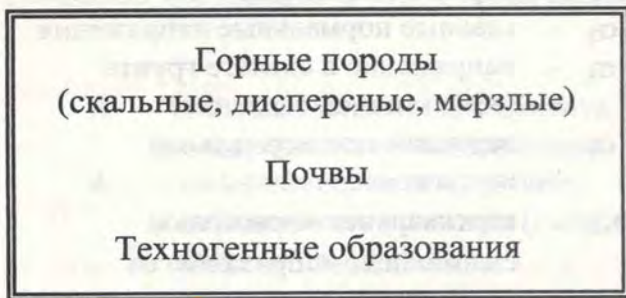 Горные породы
(скальные, дисперсные, мерзлые)
Почвы
Техногенные образования